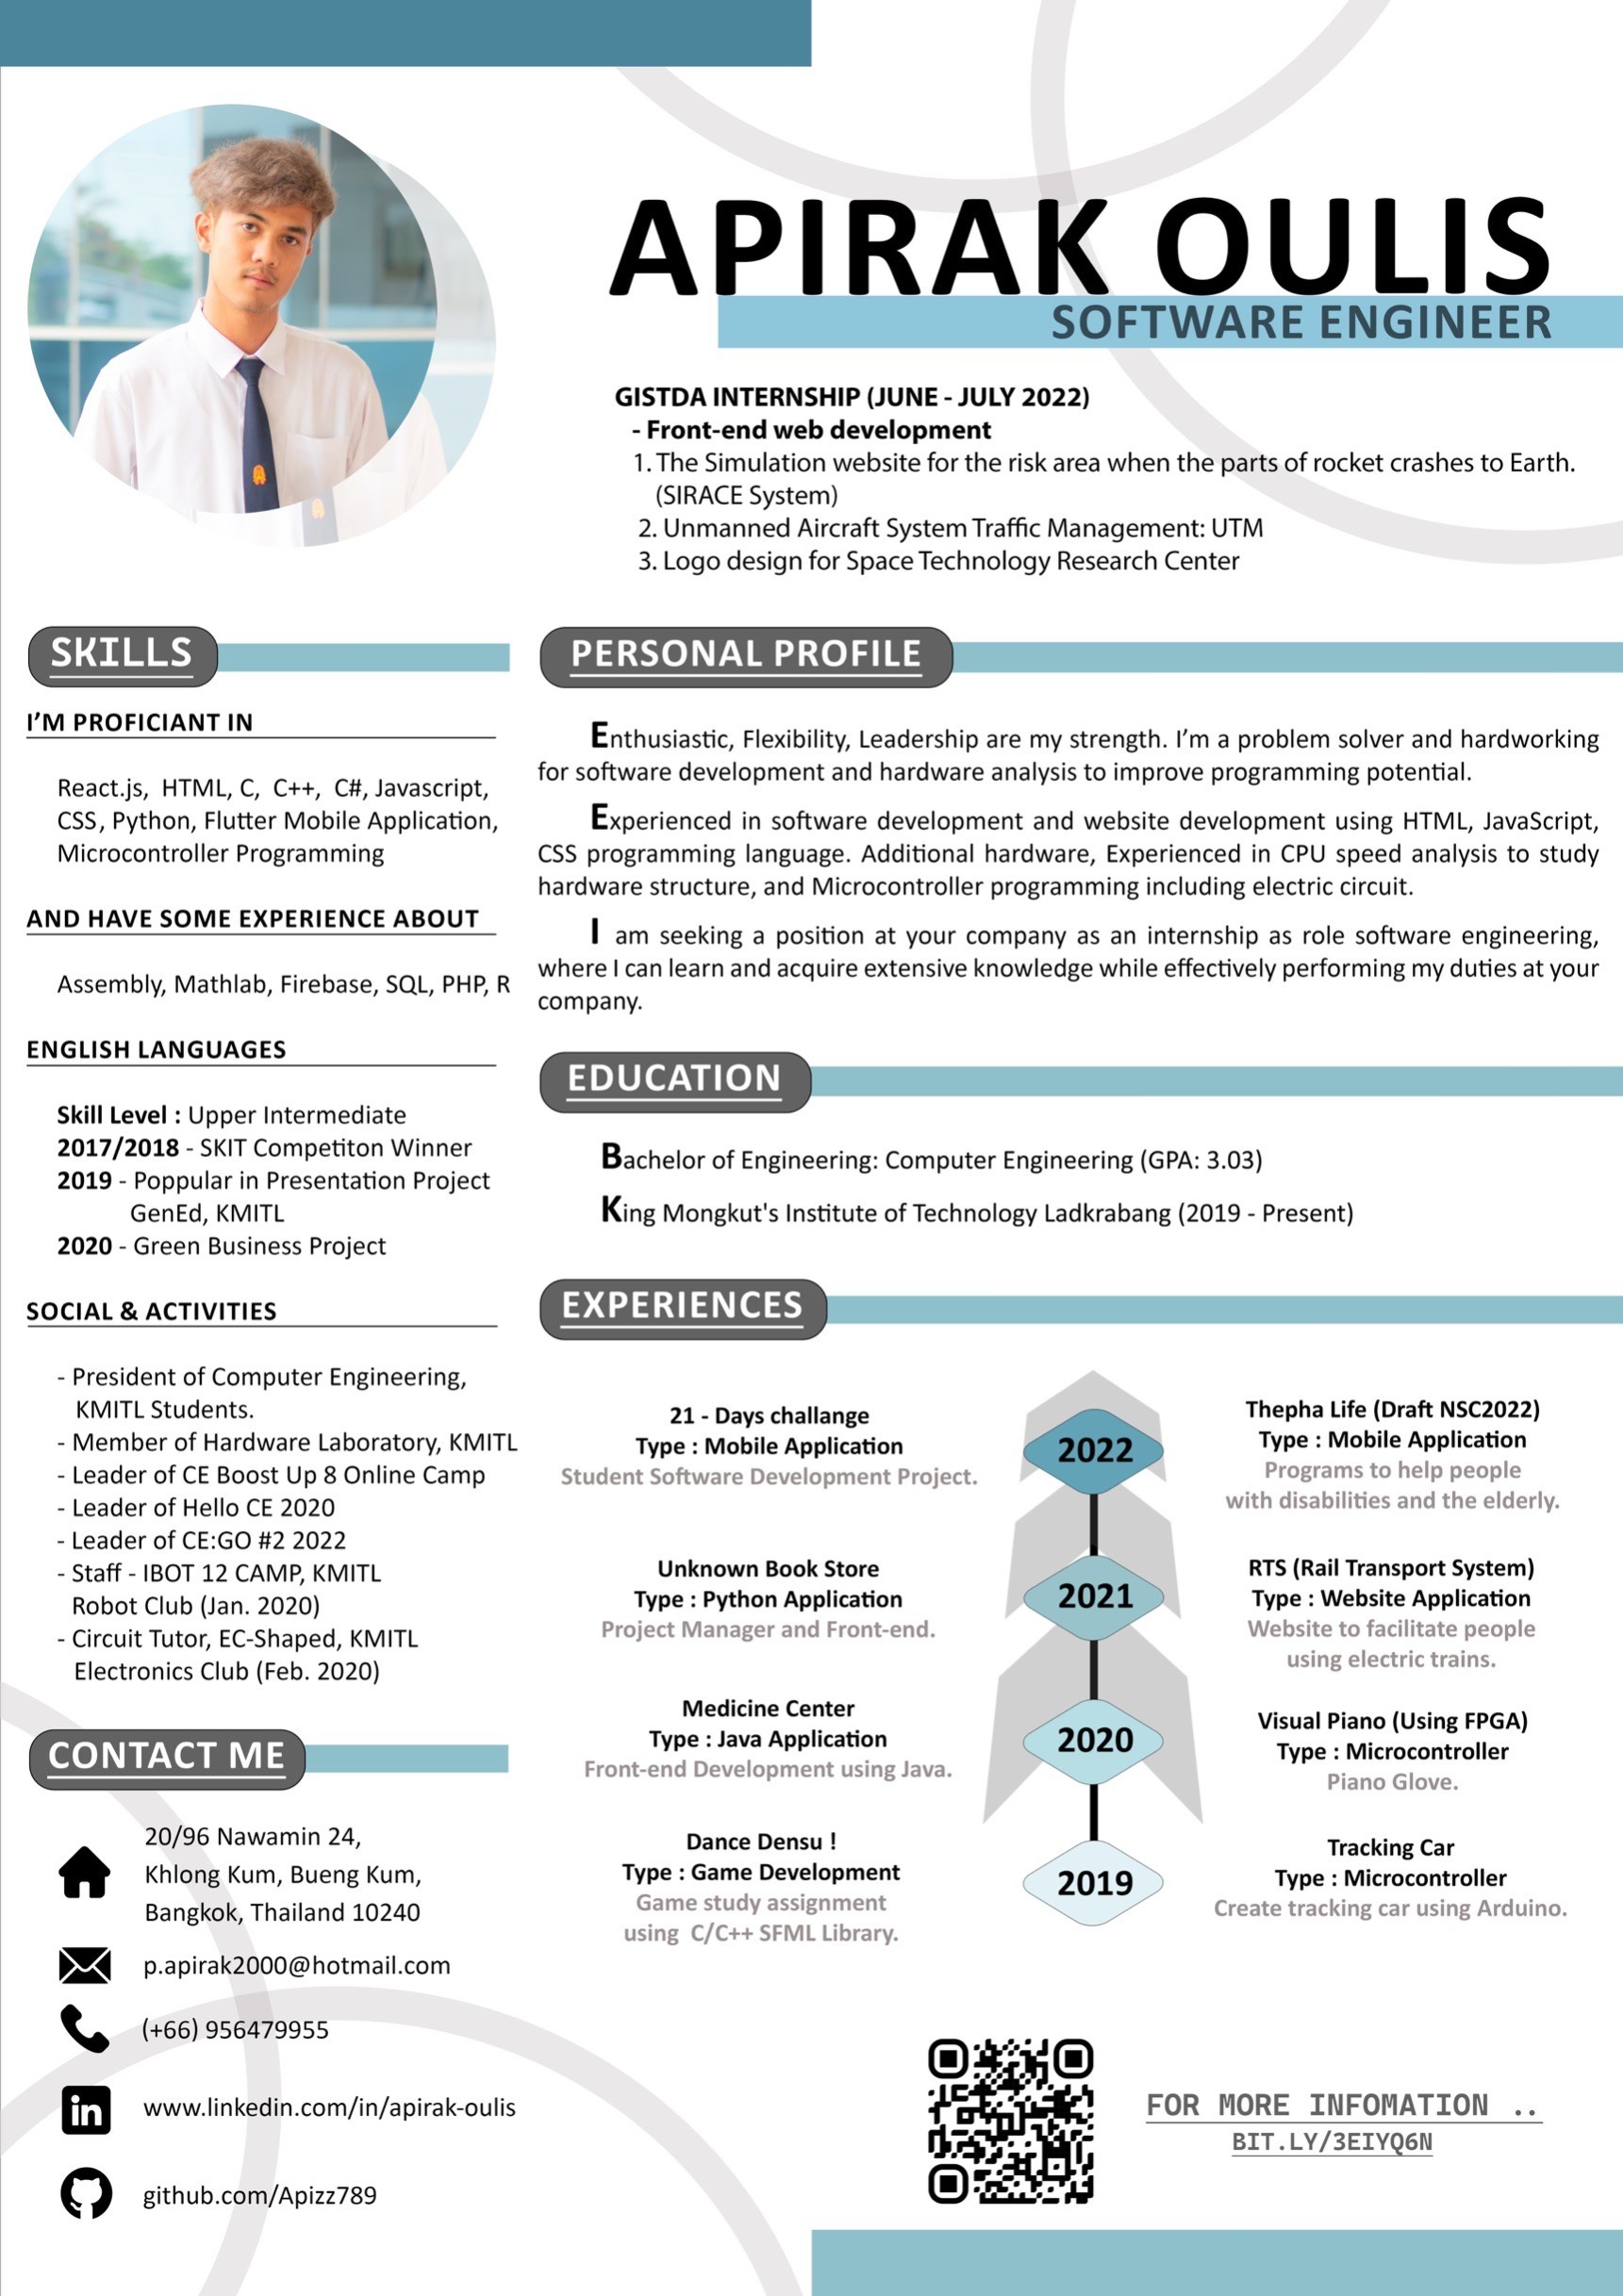 APIRAK OULIS
SOFTWARE ENGINEER
GISTDA INTERNSHIP (JUNE - JULY 2022)
- Front-end web development
1. The Simulation website for the risk area when the parts of rocket crashes to Earth.
(SIRACE System)
2. Unmanned Aircraft System Traffic Management: UTM
3. Logo design for Space Technology Research Center
SKILLS
I'M PROFICIANT IN
React.js, HTML, C, C++, C#, Javascript,
CSS, Python, Flutter Mobile Application,
Microcontroller Programming
AND HAVE SOME EXPERIENCE ABOUT
Assembly, Mathlab, Firebase, SQL, PHP, R
ENGLISH LANGUAGES
Skill Level : Upper Intermediate
2017/2018 - SKIT Competiton Winner
2019 - Poppular in Presentation Project
GenEd, KMITL
2020 - Green Business Project
SOCIAL & ACTIVITIES
- President of Computer Engineering,
KMITL Students.
- Member of Hardware Laboratory, KMITL
- Leader of CE Boost Up 8 Online Camp
- Leader of Hello CE 2020
- Leader of CE:GO #2 2022
- Staff - IBOT 12 CAMP, KMITL
Robot Club (Jan. 2020)
- Circuit Tutor, EC-Shaped, KMITL
Electronics Club (Feb. 2020)
CONTACT ME
20/96 Nawamin 24,
Khlong Kum, Bueng Kum,
Bangkok, Thailand 10240
p.apirak2000@hotmail.com
(+66) 956479955
in
www.linkedin.com/in/apirak-oulis
github.com/Apizz789
PERSONAL PROFILE
Enthusiastic, Flexibility, Leadership are my strength. I'm a problem solver and hardworking
for software development and hardware analysis to improve programming potential.
Experienced in software development and website development using HTML, JavaScript,
CSS programming language. Additional hardware, Experienced in CPU speed analysis to study
hardware structure, and Microcontroller programming including electric circuit.
I am seeking a position at your company as an internship as role software engineering,
where I can learn and acquire extensive knowledge while effectively performing my duties at your
company.
EDUCATION
Bachelor of Engineering: Computer Engineering (GPA: 3.03)
King Mongkut's Institute of Technology Ladkrabang (2019 - Present)
EXPERIENCES
2022
21 - Days challange
Type : Mobile Application
Student Software Development Project.
Thepha Life (Draft NSC2022)
Type : Mobile Application
Programs to help people
with disabilities and the elderly.
2021
Unknown Book Store
Type : Python Application
Project Manager and Front-end.
RTS (Rail Transport System)
Type : Website Application
Website to facilitate people
using electric trains.
2020
Medicine Center
Type : Java Application
Front-end Development using Java.
Visual Piano (Using FPGA)
Type : Microcontroller
Piano Glove.
2019
Dance Densu !
Type : Game Development
Game study assignment
using C/C++ SFML Library.
Tracking Car
Type : Microcontroller
Create tracking car using Arduino.
FOR MORE INFOMATION ..
BIT.LY/3EIYQ6N